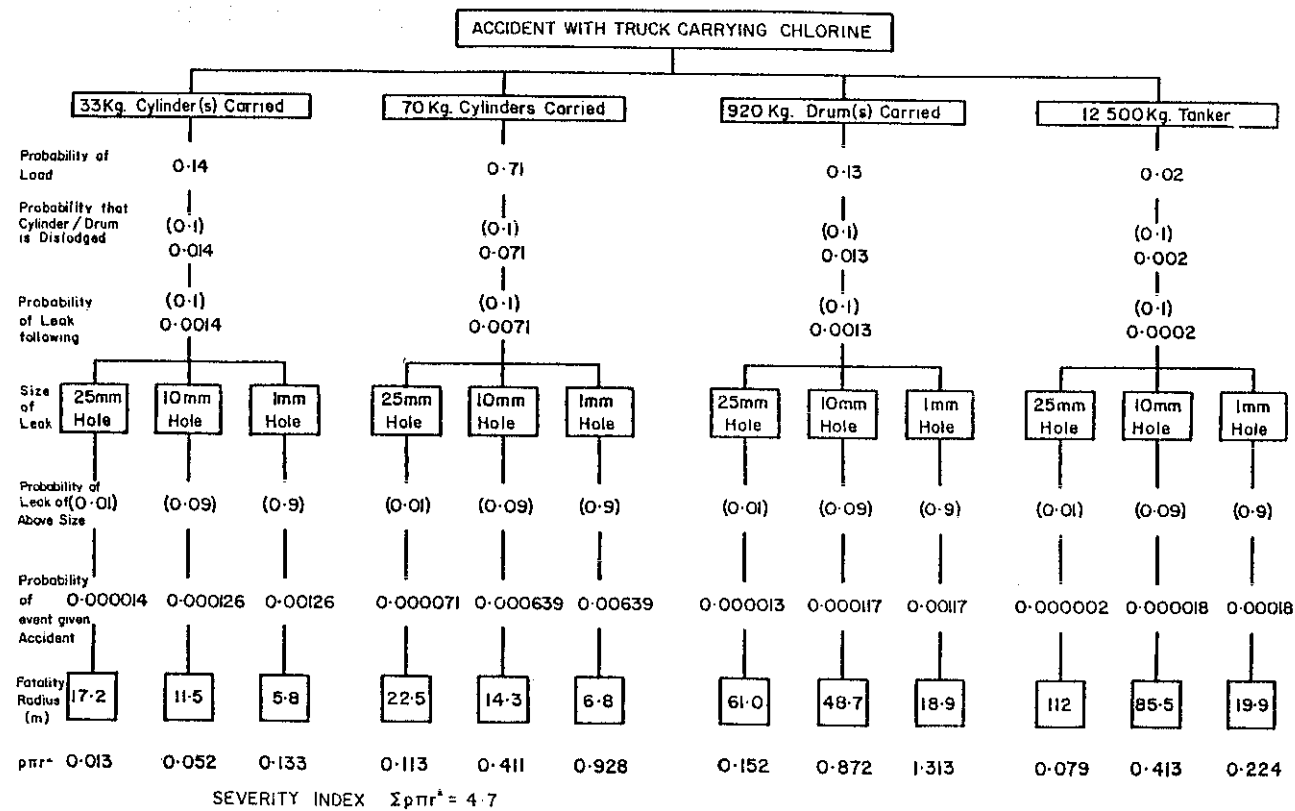 ACCIDENT WITH TRUCK CARRYING CHLORINE
33Kg. Cylinder(s) Carried 70 Kg. Cylinders Carried 920 Kg. Drum(s) Carried 12 500Kg. Tanker
Probability of
Load
0·14 0·71 0·13 0·02
Probability that
Cylinder / Drum
is Dislodged
(0·1) (0·1) (0·1) (0·1)
0·014 0·071 0·013 0·002
Probability
of Leak
following
(0·1) (0·1) (0·1) (0·1)
0·0014 0·0071 0·0013 0·0002
Size
of
Leak
25mm Hole 10mm Hole 1mm Hole 25mm Hole 10mm Hole 1mm Hole 25mm Hole 10mm Hole 1mm Hole 25mm Hole 10mm Hole 1mm Hole
Probability of
Leak of
Above Size
(0·01) (0·09) (0·9) (0·01) (0·09) (0·9) (0·01) (0·09) (0·9) (0·01) (0·09) (0·9)
Probability
of
event given
Accident
0·000014 0·000126 0·00126 0·000071 0·000639 0·00639 0·000013 0·000117 0·00117 0·000002 0·000018 0·00018
Fatality
Radius
(m)
17·2 11·5 5·8 22·5 14·3 6·8 61·0 48·7 18·9 112 85·5 19·9
pπr² 0·013 0·052 0·133 0·113 0·411 0·928 0·152 0·872 1·313 0·079 0·413 0·224
SEVERITY INDEX Σpπr² = 4·7